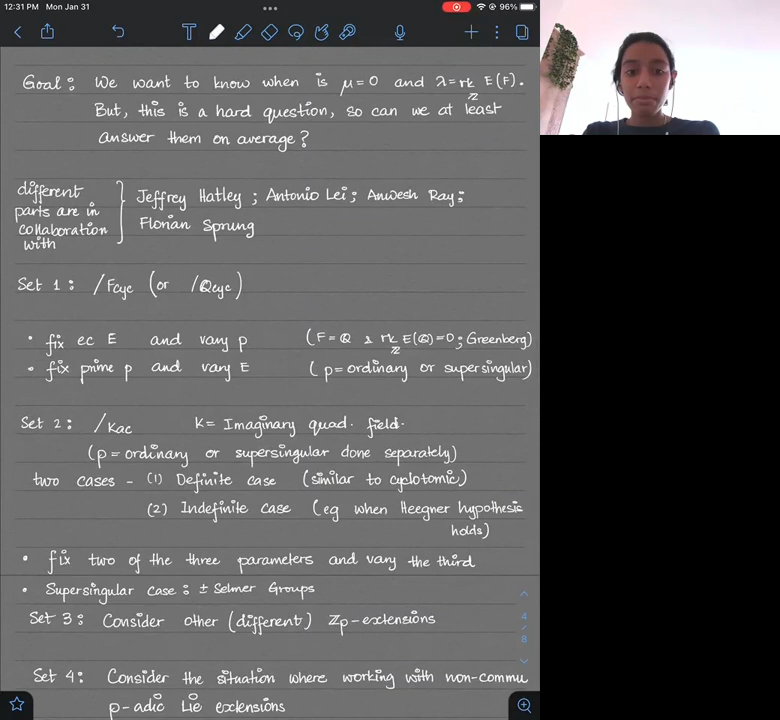 12:31 PM Mon Jan 31
96%
Goal: We want to know when is μ=0 and λ=rk_ℤ E(F).
But, this is a hard question, so can we at least
answer them on average?
different
parts are in
collaboration
with
Jeffrey Hatley ; Antonio Lei; Anwesh Ray;
Florian Sprung
Set 1: /Fcyc (or /Qcyc)
• fix ec E and vary p (F=Q & rk_ℤ E(Q)=0; Greenberg)
• fix prime p and vary E (p=ordinary or supersingular)
Set 2: /Kac K= Imaginary quad. field.
(p=ordinary or supersingular done separately)
two cases - (1) Definite case (similar to cyclotomic)
(2) Indefinite case (eg when Heegner hypothesis
holds)
• fix two of the three parameters and vary the third
• Supersingular case: ± Selmer Groups
Set 3: Consider other (different) ℤp-extensions
Set 4: Consider the situation where working with non-commu
p-adic Lie extensions
4
/
8